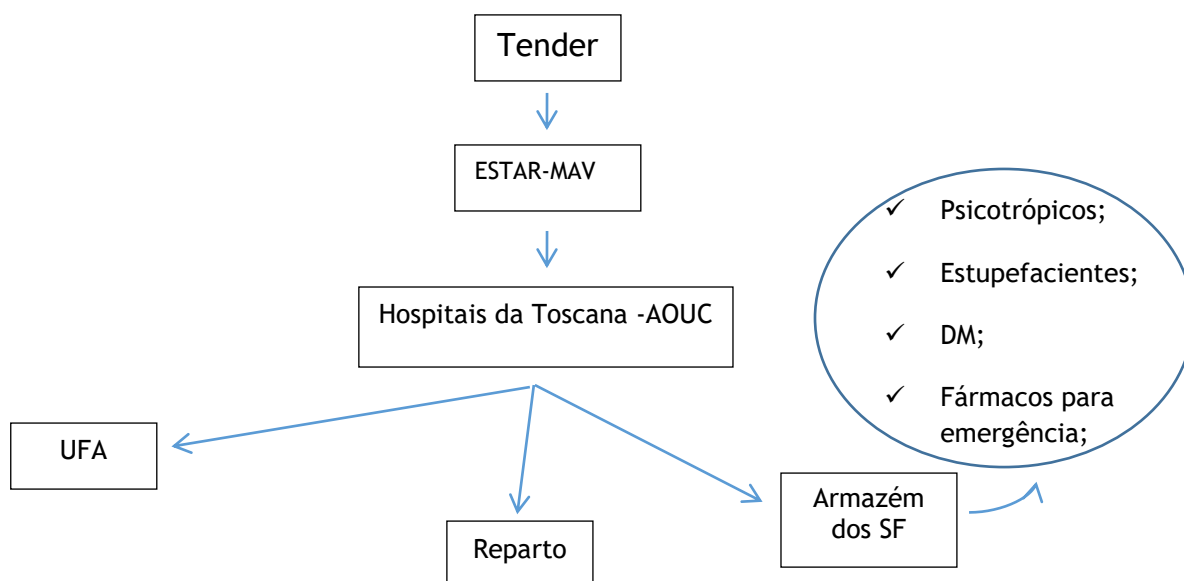 Tender
ESTAR-MAV
Hospitais da Toscana -AOUC
✓ Psicotrópicos;
✓ Estupefacientes;
✓ DM;
✓ Fármacos para
emergência;
UFA
Reparto
Armazém
dos SF